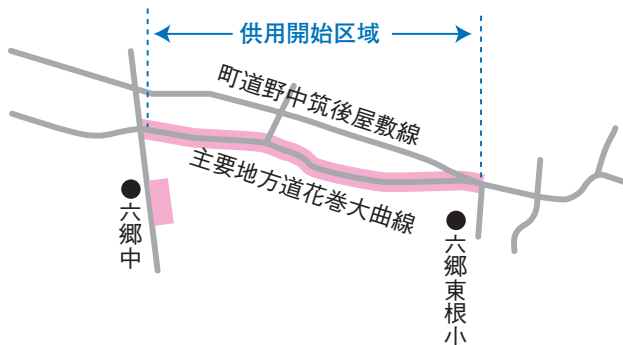 供用開始区域
町道野中筑後屋敷線
主要地方道花巻大曲線
六郷中
六郷東根小